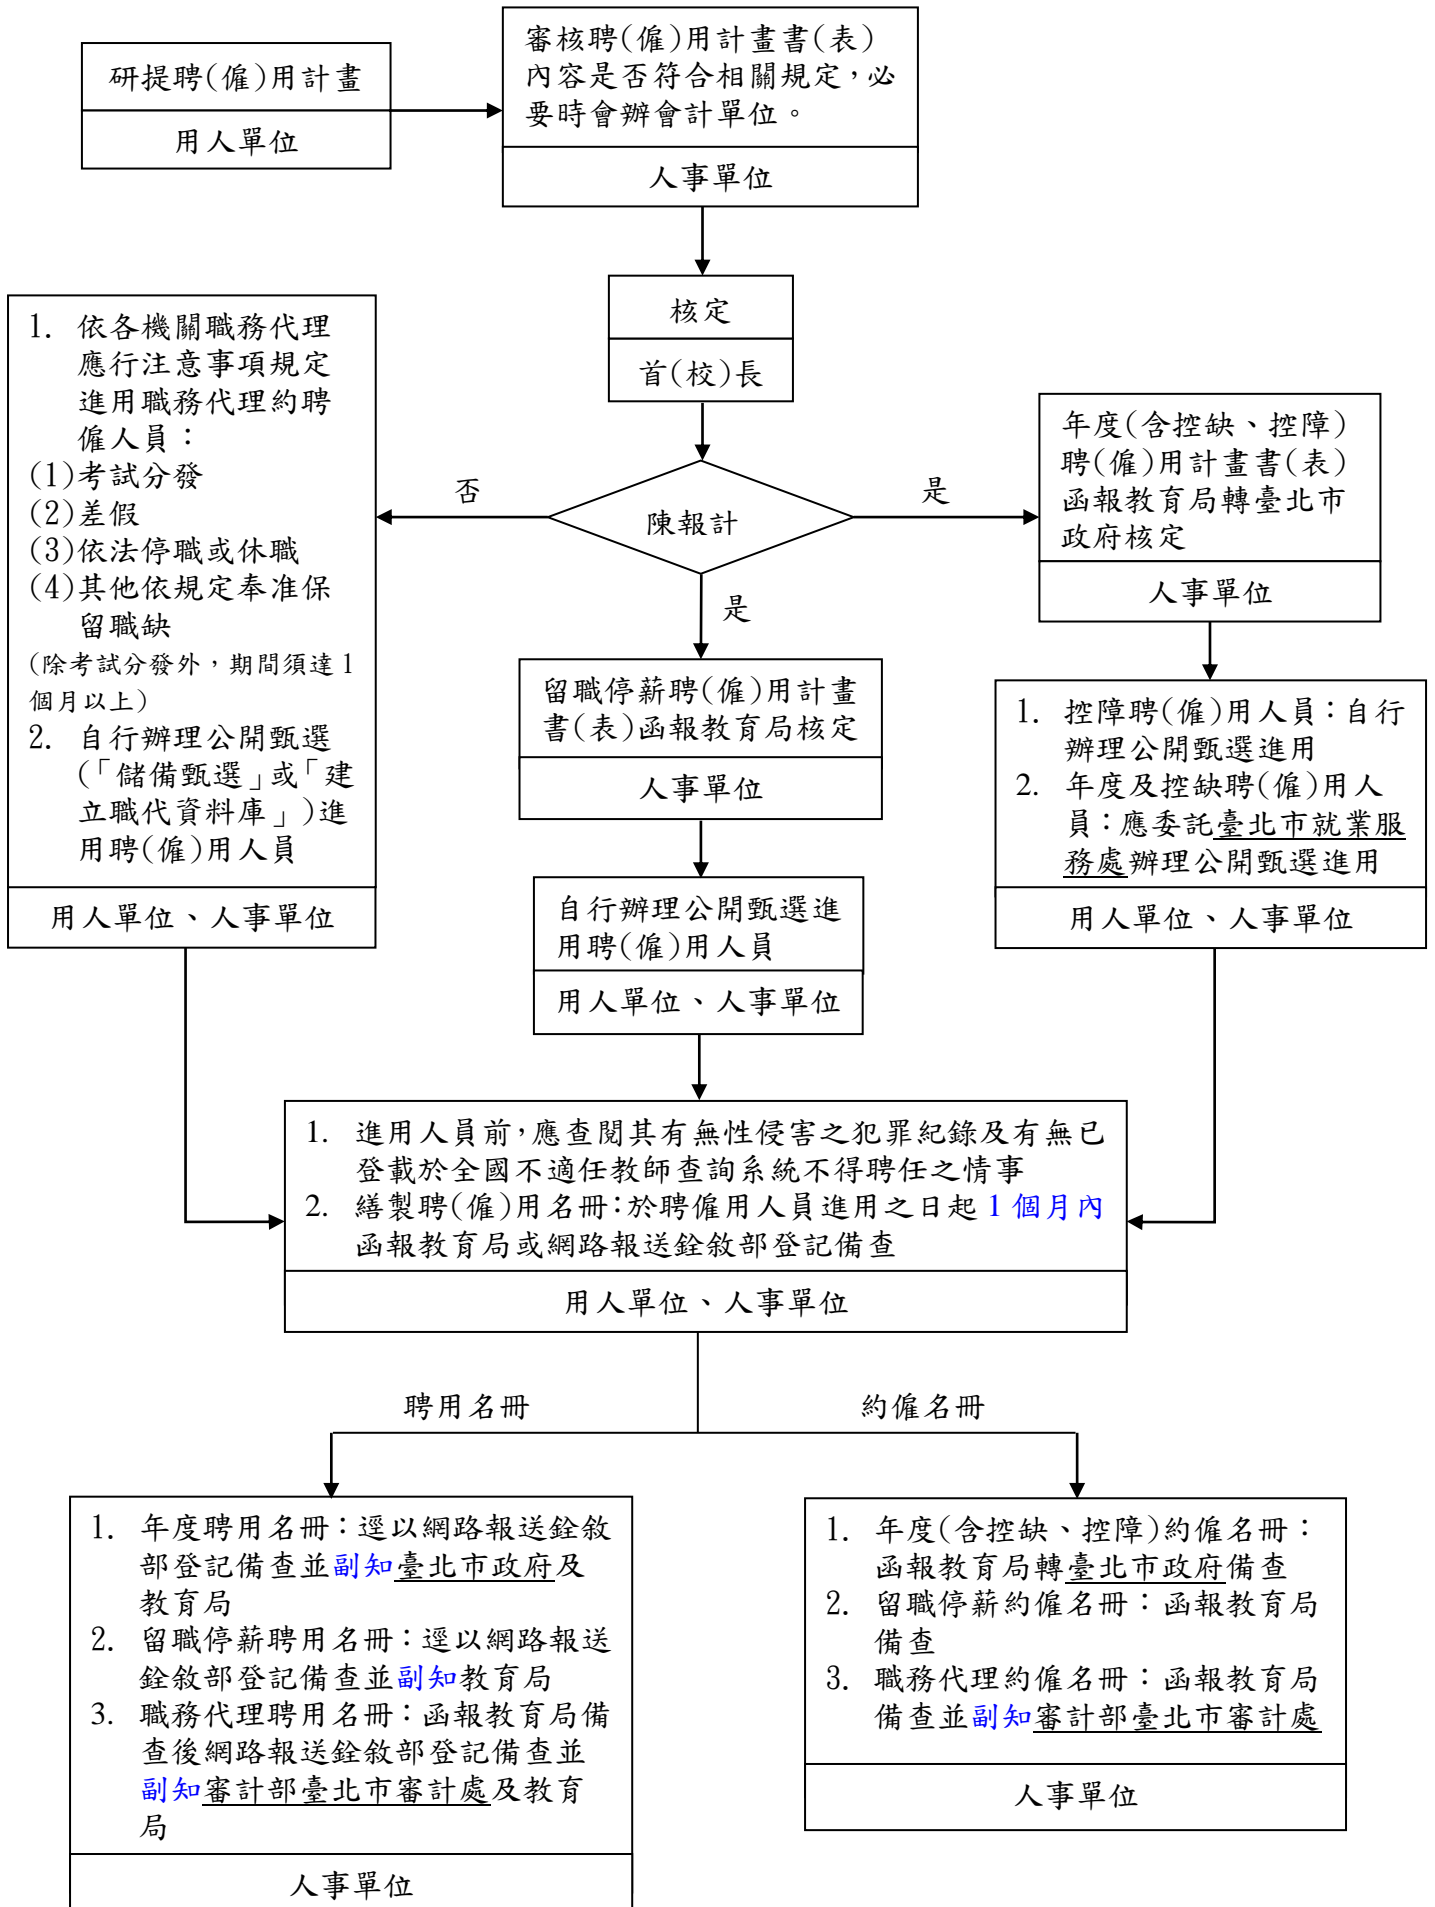 研提聘(僱)用計畫
用人單位
審核聘(僱)用計畫書(表)
內容是否符合相關規定，必
要時會辦會計單位。
人事單位
核定
首(校)長
陳報計
否
是
是
1. 依各機關職務代理
應行注意事項規定
進用職務代理約聘
僱人員：
(1)考試分發
(2)差假
(3)依法停職或休職
(4)其他依規定奉准保
留職缺
(除考試分發外，期間須達 1
個月以上)
2. 自行辦理公開甄選
(「儲備甄選」或「建
立職代資料庫」)進
用聘(僱)用人員
用人單位、人事單位
留職停薪聘(僱)用計畫
書(表)函報教育局核定
人事單位
自行辦理公開甄選進
用聘(僱)用人員
用人單位、人事單位
年度(含控缺、控障)
聘(僱)用計畫書(表)
函報教育局轉臺北市
政府核定
人事單位
1. 控障聘(僱)用人員：自行
辦理公開甄選進用
2. 年度及控缺聘(僱)用人
員：應委託臺北市就業服
務處辦理公開甄選進用
用人單位、人事單位
1. 進用人員前，應查閱其有無性侵害之犯罪紀錄及有無已
登載於全國不適任教師查詢系統不得聘任之情事
2. 繕製聘(僱)用名冊：於聘僱用人員進用之日起 1 個月內
函報教育局或網路報送銓敘部登記備查
用人單位、人事單位
聘用名冊
約僱名冊
1. 年度聘用名冊：逕以網路報送銓敘
部登記備查並副知臺北市政府及
教育局
2. 留職停薪聘用名冊：逕以網路報送
銓敘部登記備查並副知教育局
3. 職務代理聘用名冊：函報教育局備
查後網路報送銓敘部登記備查並
副知審計部臺北市審計處及教育
局
人事單位
1. 年度(含控缺、控障)約僱名冊：
函報教育局轉臺北市政府備查
2. 留職停薪約僱名冊：函報教育局
備查
3. 職務代理約僱名冊：函報教育局
備查並副知審計部臺北市審計處
人事單位